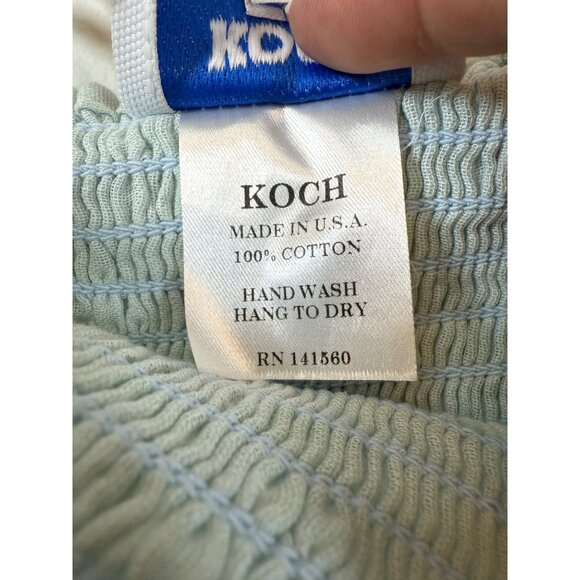 KOCH
MADE IN U.S.A.
100% COTTON
HAND WASH
HANG TO DRY
RN 141560